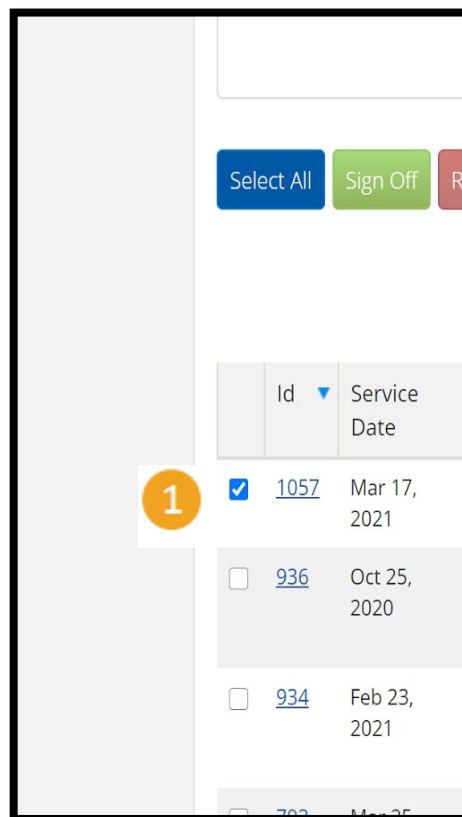 Select All Sign Off R
Id Service
Date
1 1057 Mar 17,
2021
936 Oct 25,
2020
934 Feb 23,
2021